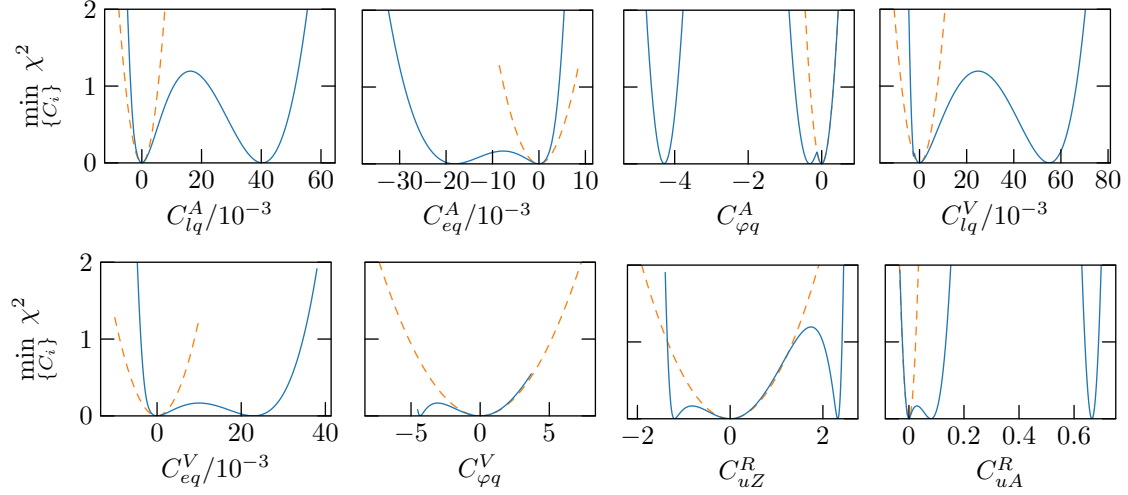 2
1
0
min χ²
{C_i}
0 20 40 60
C^A_{lq}/10^{-3}
−30 −20 −10 0 10
C^A_{eq}/10^{-3}
−4 −2 0
C^A_{φq}
0 20 40 60 80
C^V_{lq}/10^{-3}
2
1
0
min χ²
{C_i}
0 20 40
C^V_{eq}/10^{-3}
−5 0 5
C^V_{φq}
−2 0 2
C^R_{uZ}
0 0.2 0.4 0.6
C^R_{uA}